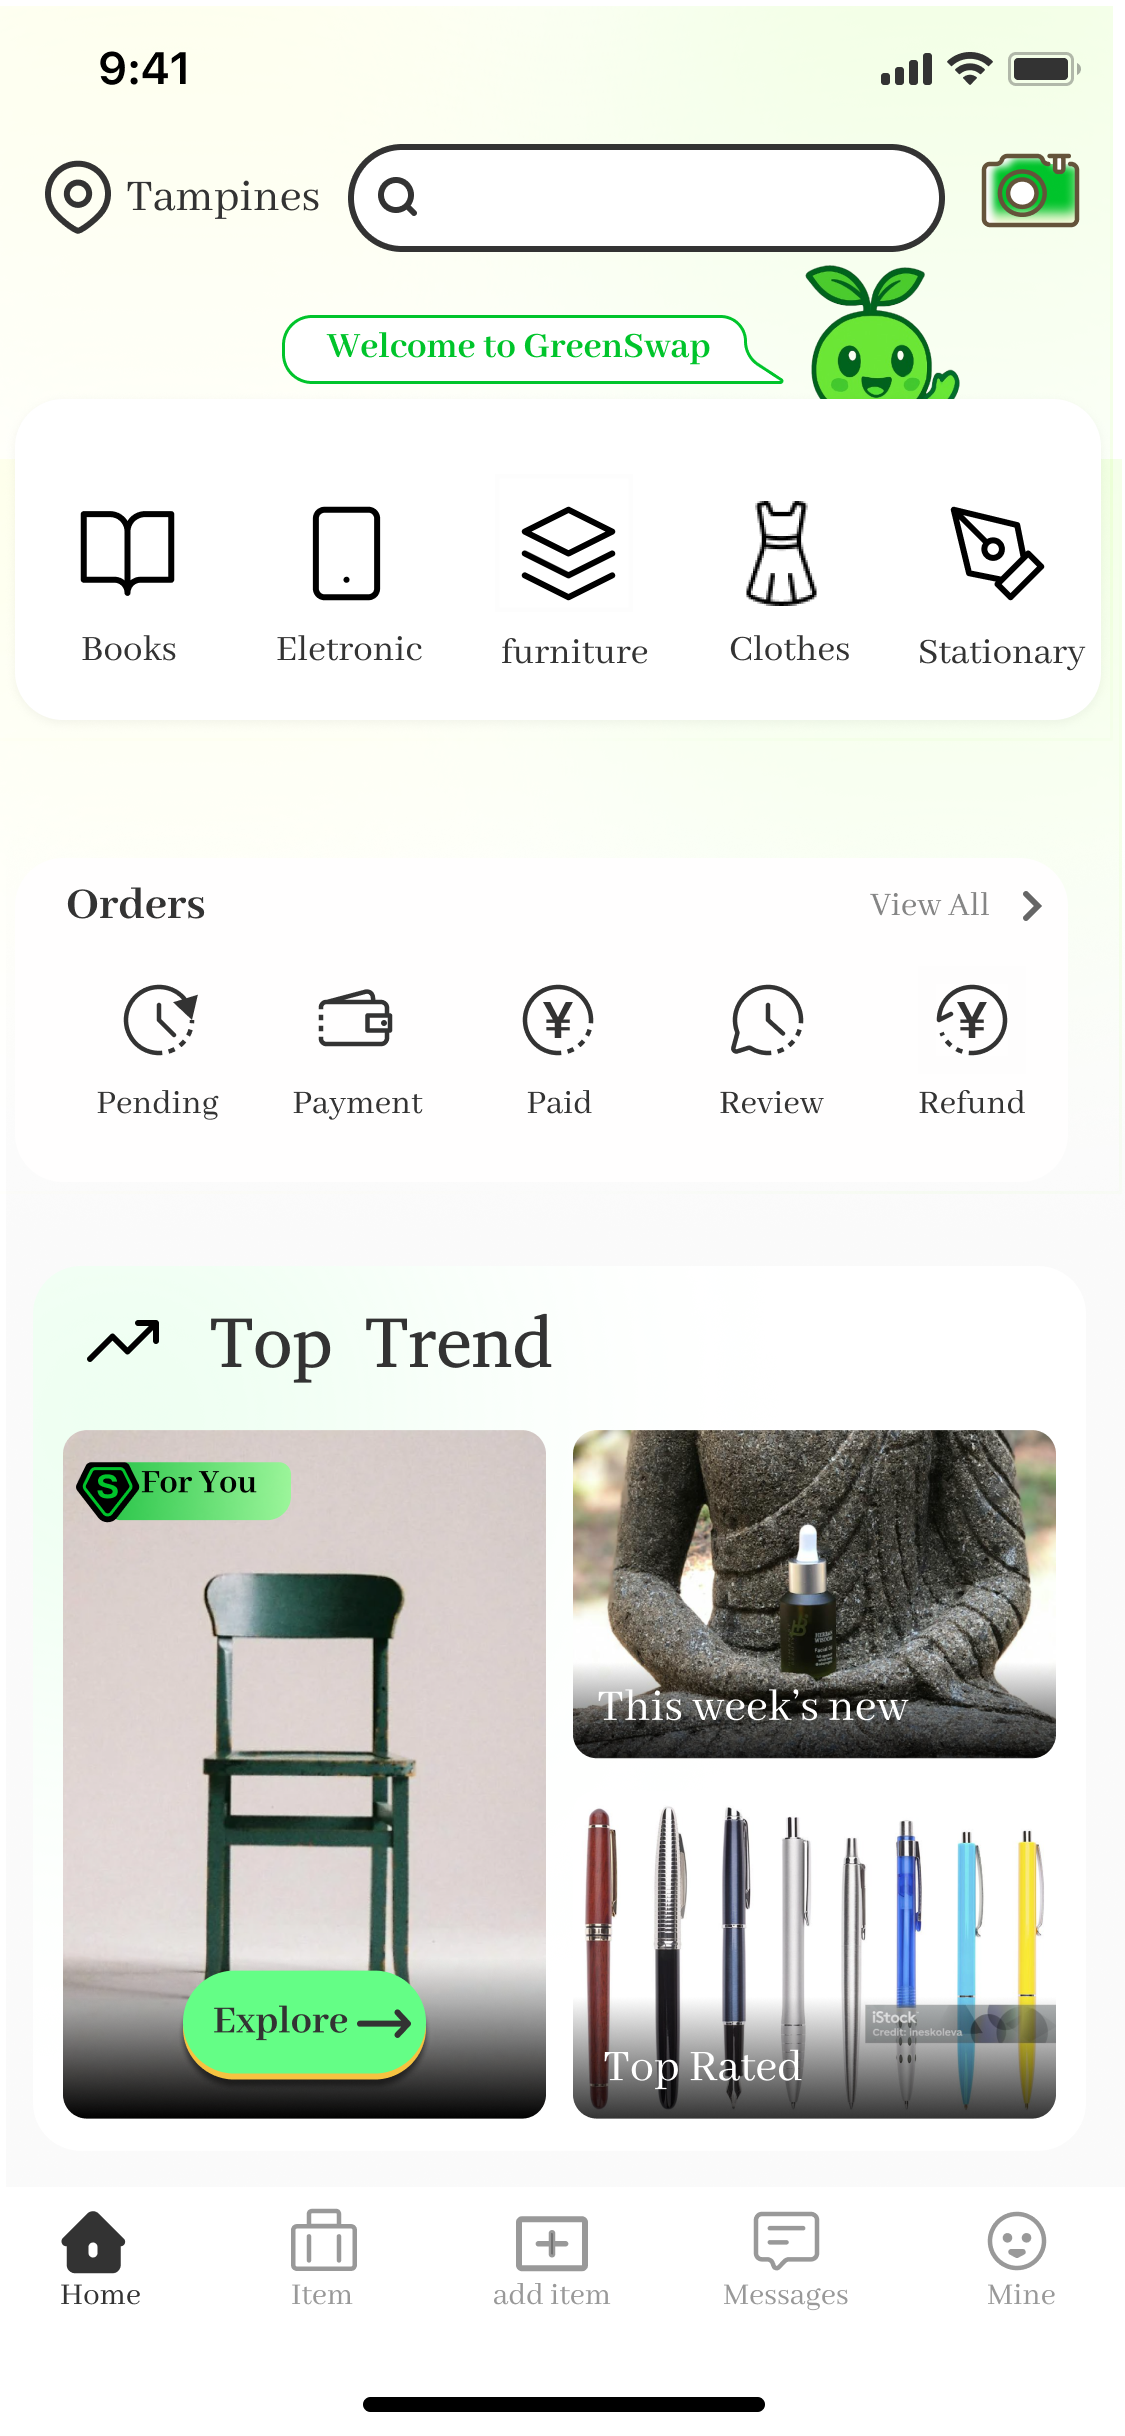 9:41
Tampines
Welcome to GreenSwap
Books
Eletronic
furniture
Clothes
Stationary
Orders
View All
¥
¥
Pending
Payment
Paid
Review
Refund
Top Trend
S
For You
This week's new
iStock
Credit: Ineskoleva
Explore
Top Rated
Home
Item
add item
Messages
Mine